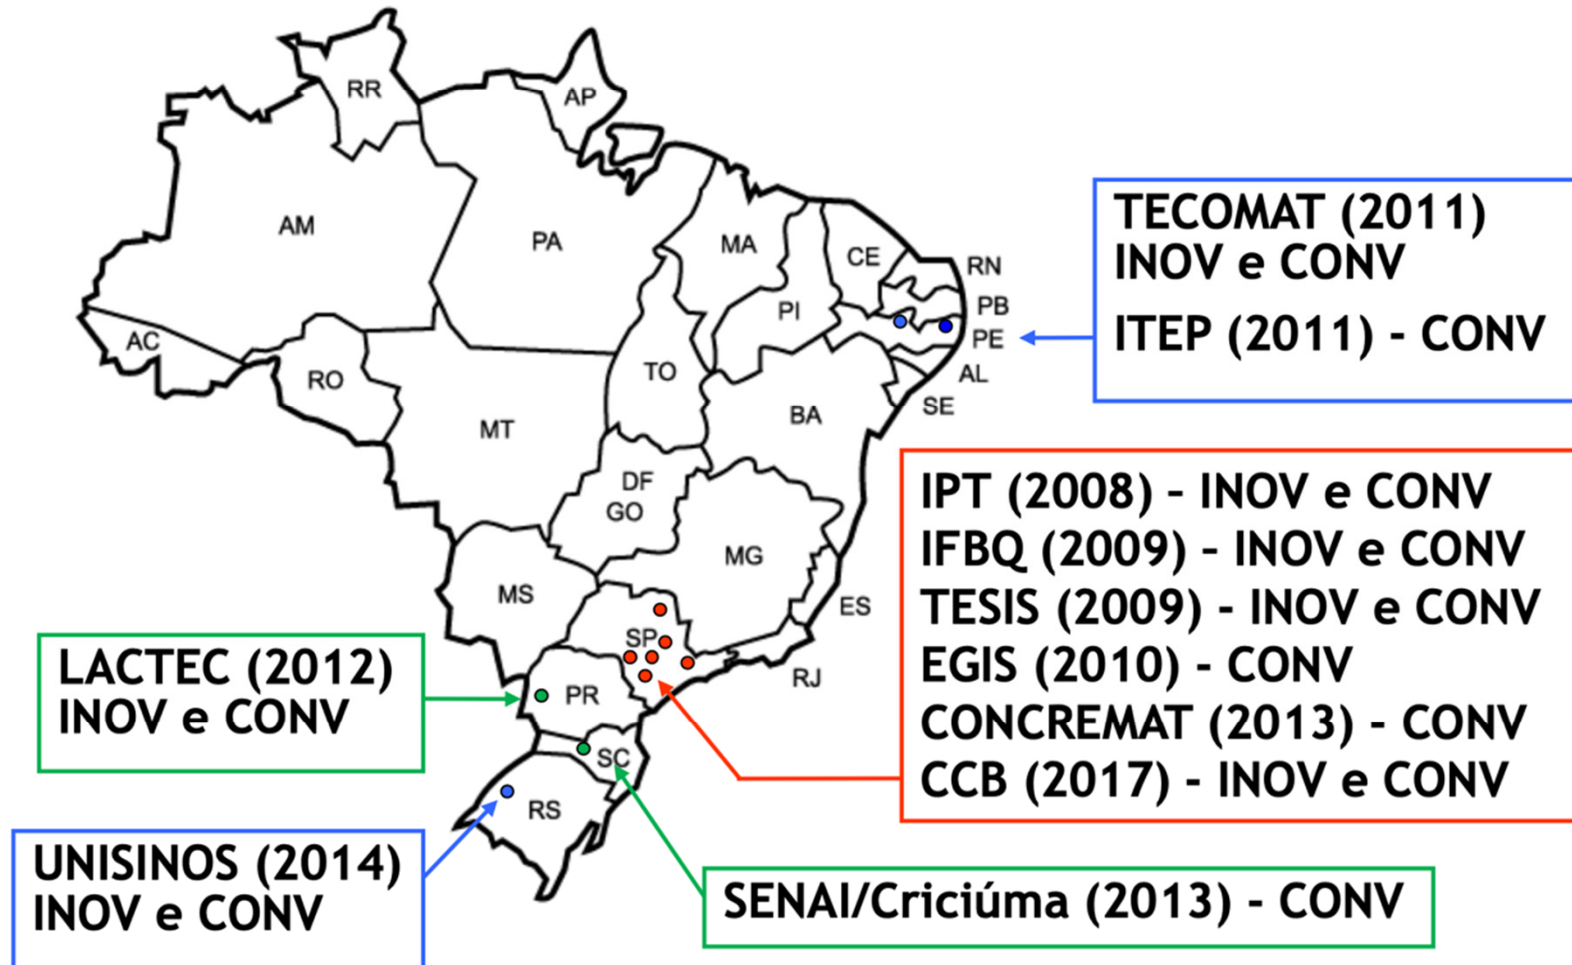 RR
AP
AM
PA
MA
CE
RN
PB
PI
PE
AC
AL
TO
RO
SE
BA
MT
DF
GO
MG
MS
ES
SP
RJ
PR
SC
RS
TECOMAT (2011)
INOV e CONV
ITEP (2011) - CONV
IPT (2008) – INOV e CONV
IFBQ (2009) – INOV e CONV
TESIS (2009) - INOV e CONV
EGIS (2010) - CONV
CONCREMAT (2013) - CONV
CCB (2017) - INOV e CONV
LACTEC (2012)
INOV e CONV
UNISINOS (2014)
INOV e CONV
SENAI/Criciúma (2013) - CONV